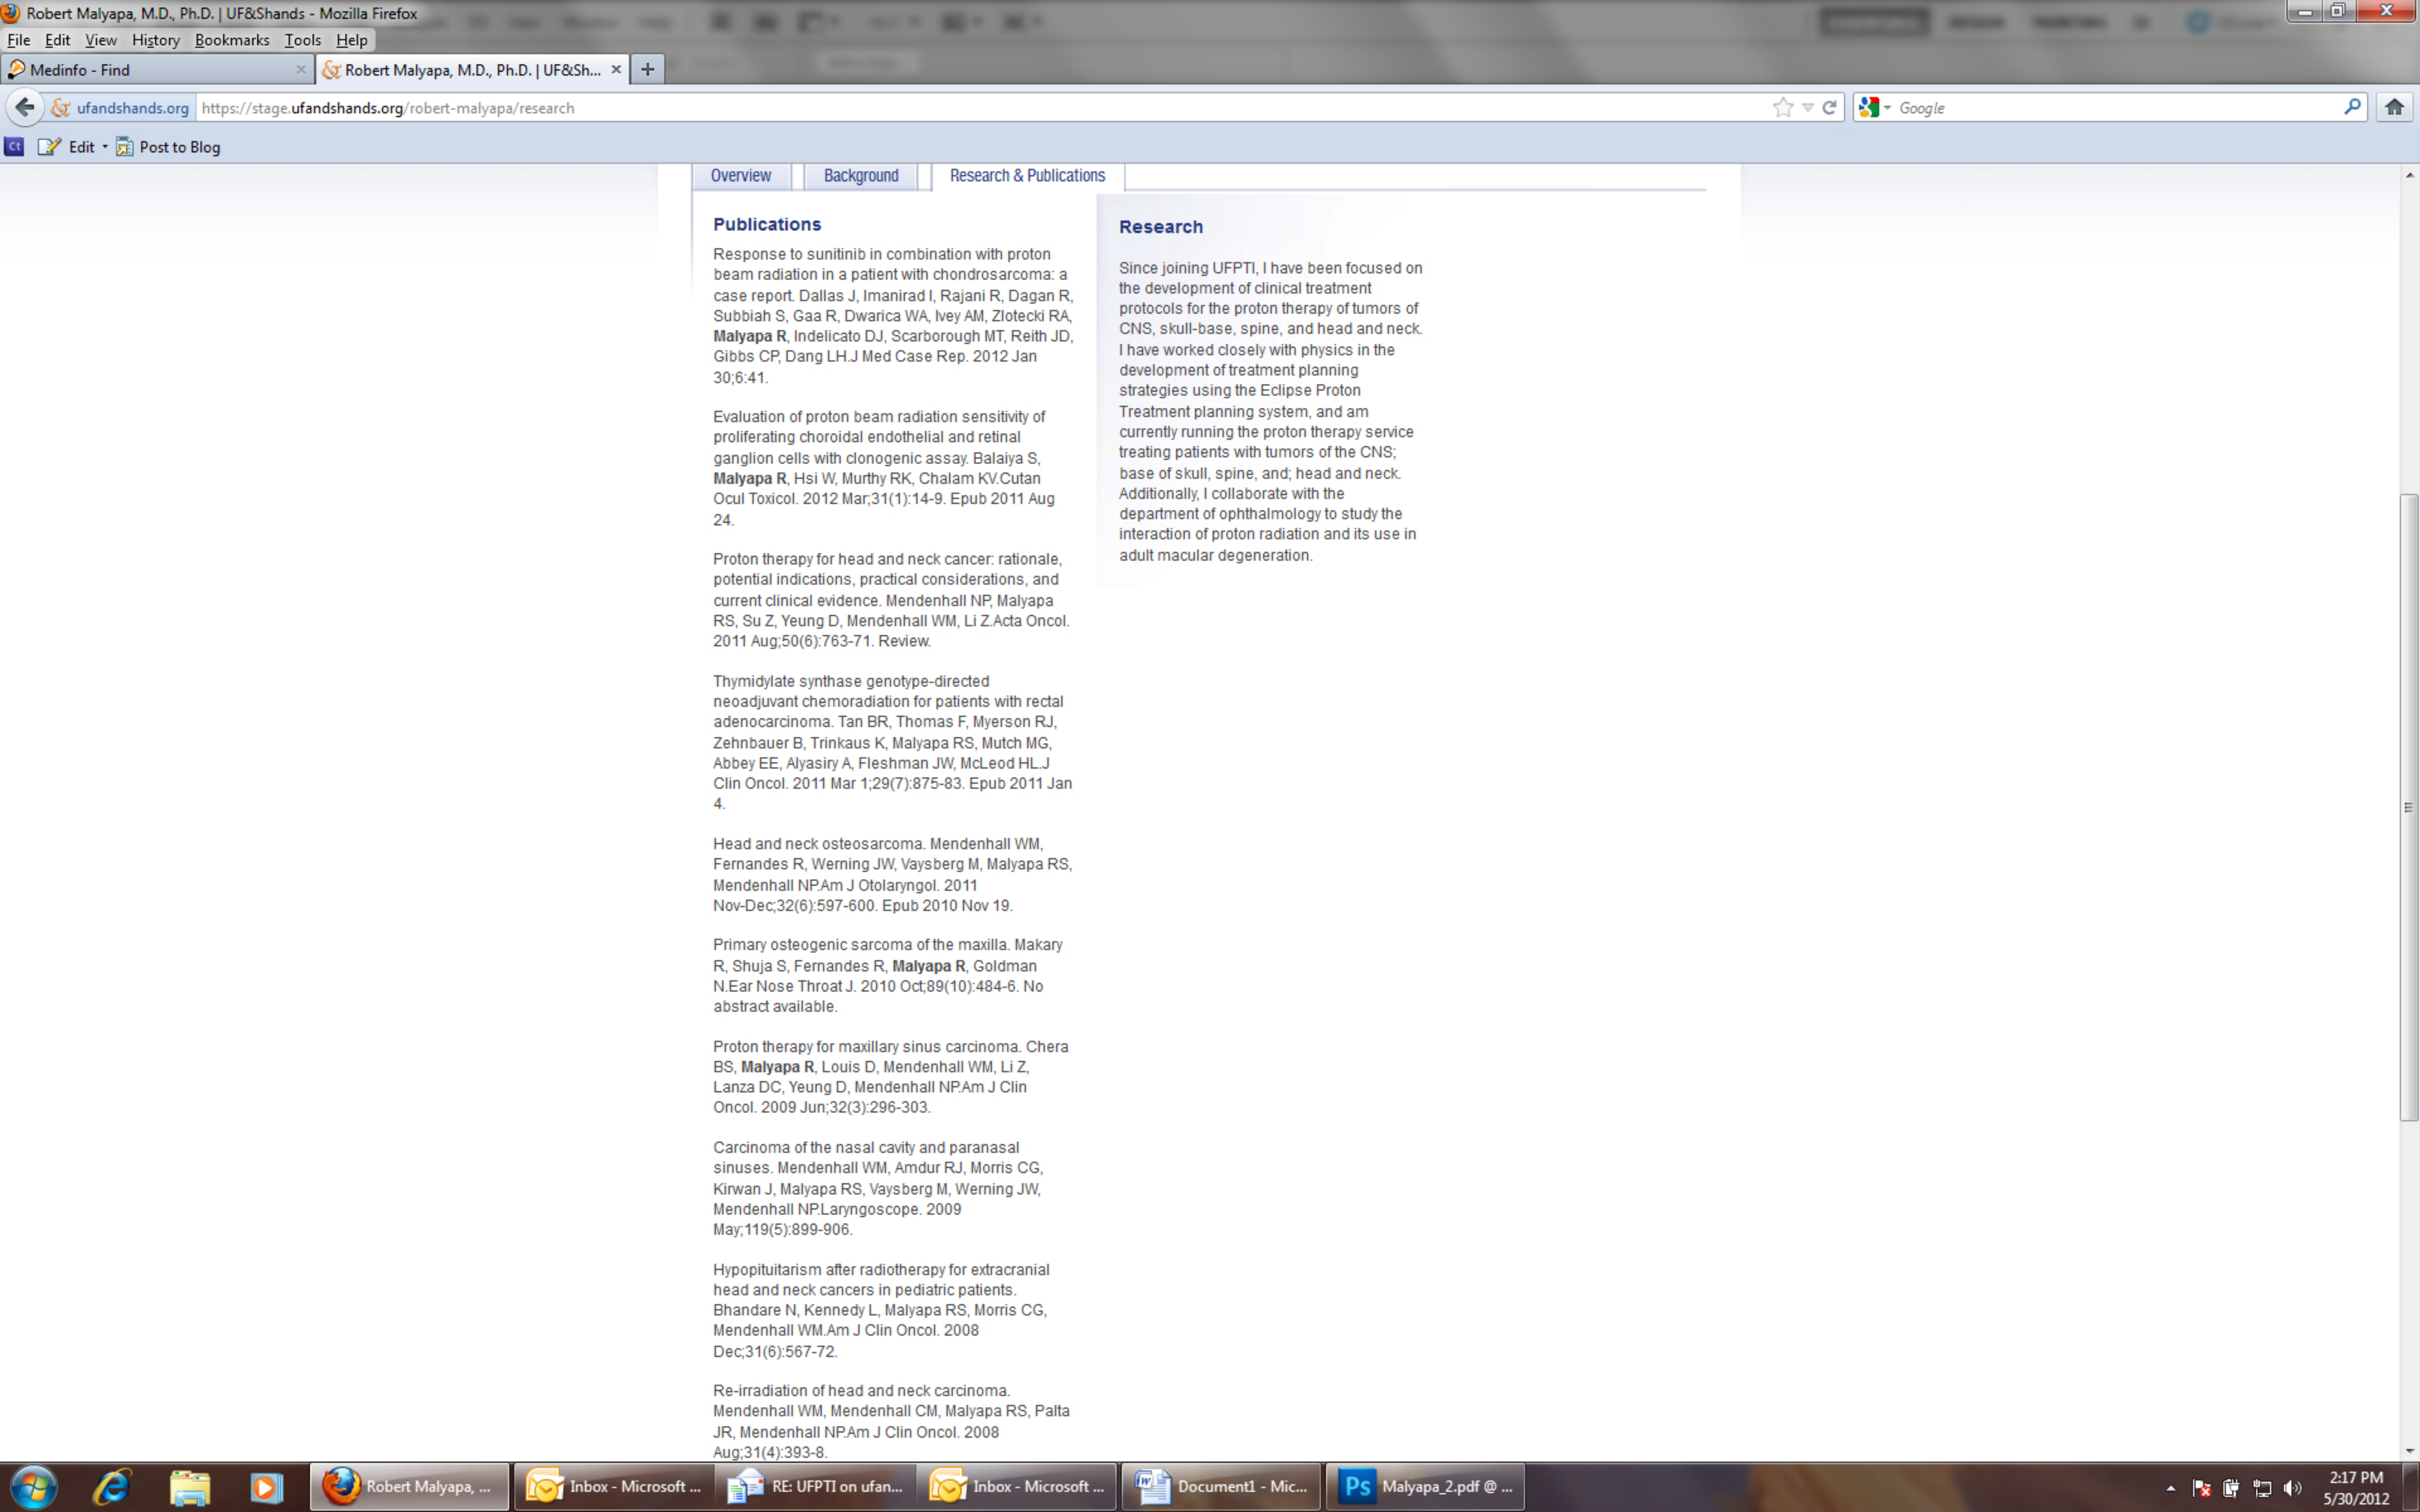 Robert Malyapa, M.D., Ph.D. | UF&Shands - Mozilla Firefox
File Edit View History Bookmarks Tools Help
Medinfo - Find
Robert Malyapa, M.D., Ph.D. | UF&Sh...
ufandshands.org https://stage.ufandshands.org/robert-malyapa/research
Google
Ct Edit Post to Blog
Overview Background Research & Publications
Publications
Response to sunitinib in combination with proton
beam radiation in a patient with chondrosarcoma: a
case report. Dallas J, Imanirad I, Rajani R, Dagan R,
Subbiah S, Gaa R, Dwarica WA, Ivey AM, Zlotecki RA,
Malyapa R, Indelicato DJ, Scarborough MT, Reith JD,
Gibbs CP, Dang LH.J Med Case Rep. 2012 Jan
30;6:41.
Evaluation of proton beam radiation sensitivity of
proliferating choroidal endothelial and retinal
ganglion cells with clonogenic assay. Balaiya S,
Malyapa R, Hsi W, Murthy RK, Chalam KV.Cutan
Ocul Toxicol. 2012 Mar;31(1):14-9. Epub 2011 Aug
24.
Proton therapy for head and neck cancer: rationale,
potential indications, practical considerations, and
current clinical evidence. Mendenhall NP, Malyapa
RS, Su Z, Yeung D, Mendenhall WM, Li Z.Acta Oncol.
2011 Aug;50(6):763-71. Review.
Thymidylate synthase genotype-directed
neoadjuvant chemoradiation for patients with rectal
adenocarcinoma. Tan BR, Thomas F, Myerson RJ,
Zehnbauer B, Trinkaus K, Malyapa RS, Mutch MG,
Abbey EE, Alyasiry A, Fleshman JW, McLeod HL.J
Clin Oncol. 2011 Mar 1;29(7):875-83. Epub 2011 Jan
4.
Head and neck osteosarcoma. Mendenhall WM,
Fernandes R, Werning JW, Vaysberg M, Malyapa RS,
Mendenhall NP.Am J Otolaryngol. 2011
Nov-Dec;32(6):597-600. Epub 2010 Nov 19.
Primary osteogenic sarcoma of the maxilla. Makary
R, Shuja S, Fernandes R, Malyapa R, Goldman
N.Ear Nose Throat J. 2010 Oct;89(10):484-6. No
abstract available.
Proton therapy for maxillary sinus carcinoma. Chera
BS, Malyapa R, Louis D, Mendenhall WM, Li Z,
Lanza DC, Yeung D, Mendenhall NP.Am J Clin
Oncol. 2009 Jun;32(3):296-303.
Carcinoma of the nasal cavity and paranasal
sinuses. Mendenhall WM, Amdur RJ, Morris CG,
Kirwan J, Malyapa RS, Vaysberg M, Werning JW,
Mendenhall NP.Laryngoscope. 2009
May;119(5):899-906.
Hypopituitarism after radiotherapy for extracranial
head and neck cancers in pediatric patients.
Bhandare N, Kennedy L, Malyapa RS, Morris CG,
Mendenhall WM.Am J Clin Oncol. 2008
Dec;31(6):567-72.
Re-irradiation of head and neck carcinoma.
Mendenhall WM, Mendenhall CM, Malyapa RS, Palta
JR, Mendenhall NP.Am J Clin Oncol. 2008
Aug;31(4):393-8.
Research
Since joining UFPTI, I have been focused on
the development of clinical treatment
protocols for the proton therapy of tumors of
CNS, skull-base, spine, and head and neck.
I have worked closely with physics in the
development of treatment planning
strategies using the Eclipse Proton
Treatment planning system, and am
currently running the proton therapy service
treating patients with tumors of the CNS;
base of skull, spine, and; head and neck.
Additionally, I collaborate with the
department of ophthalmology to study the
interaction of proton radiation and its use in
adult macular degeneration.
Robert Malyapa, ...
Inbox - Microsoft ...
RE: UFPTI on ufan...
Inbox - Microsoft ...
Document1 - Mic...
Ps Malyapa_2.pdf @ ...
2:17 PM
5/30/2012